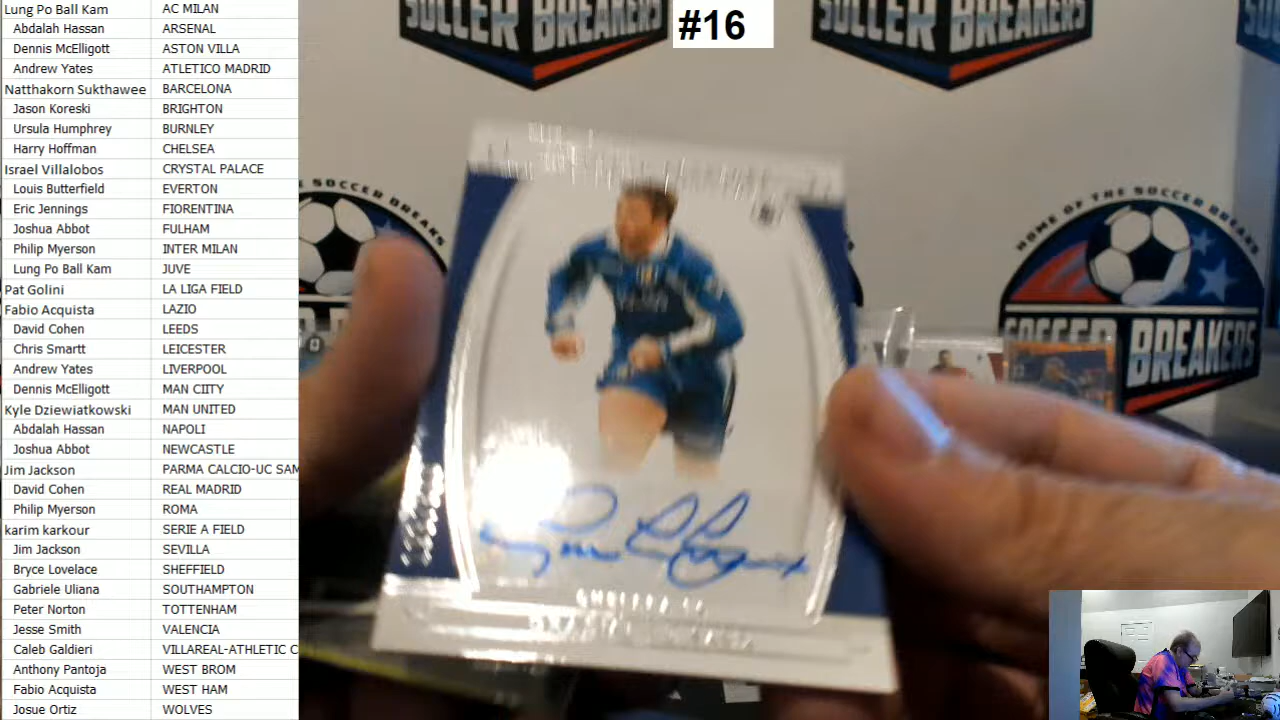 #16
Lung Po Ball Kam AC MILAN
Abdalah Hassan ARSENAL
Dennis McElligott ASTON VILLA
Andrew Yates ATLETICO MADRID
Natthakorn Sukthawee BARCELONA
Jason Koreski BRIGHTON
Ursula Humphrey BURNLEY
Harry Hoffman CHELSEA
Israel Villalobos CRYSTAL PALACE
Louis Butterfield EVERTON
Eric Jennings FIORENTINA
Joshua Abbot FULHAM
Philip Myerson INTER MILAN
Lung Po Ball Kam JUVE
Pat Golini LA LIGA FIELD
Fabio Acquista LAZIO
David Cohen LEEDS
Chris Smartt LEICESTER
Andrew Yates LIVERPOOL
Dennis McElligott MAN CIITY
Kyle Dziewiatkowski MAN UNITED
Abdalah Hassan NAPOLI
Joshua Abbot NEWCASTLE
Jim Jackson PARMA CALCIO-UC SAM
David Cohen REAL MADRID
Philip Myerson ROMA
karim karkour SERIE A FIELD
Jim Jackson SEVILLA
Bryce Lovelace SHEFFIELD
Gabriele Uliana SOUTHAMPTON
Peter Norton TOTTENHAM
Jesse Smith VALENCIA
Caleb Galdieri VILLAREAL-ATHLETIC C
Anthony Pantoja WEST BROM
Fabio Acquista WEST HAM
Josue Ortiz WOLVES
SOCCER BREAKERS
SOCCER BREAKERS
HOME OF THE SOCCER BREAKS
SOCCER BREAKERS
CHELSEA FC